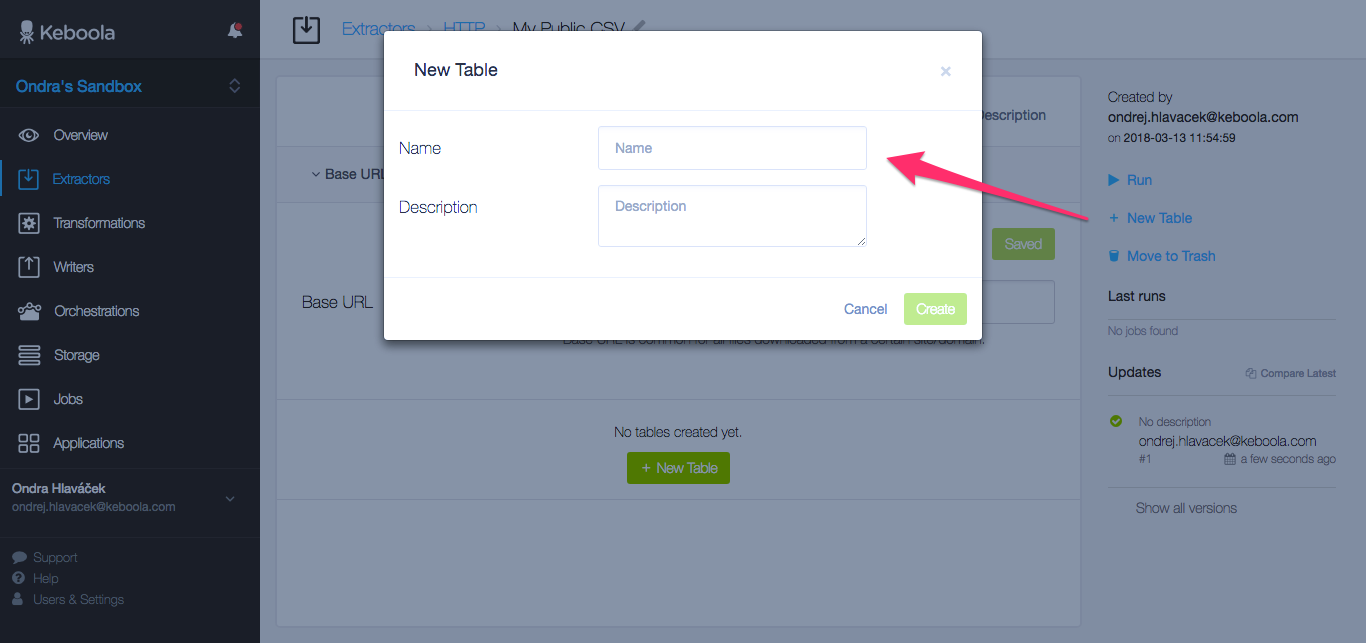 Keboola
Ondra's Sandbox
Overview
Extractors
Transformations
Writers
Orchestrations
Storage
Jobs
Applications
Ondra Hlaváček
ondrej.hlavacek@keboola.com
Support
Help
Users & Settings
Extractors > HTTP > My Public CSV
New Table
×
Name
Name
Description
Description
Cancel
Create
Description
Base URL
Saved
Base URL
Base URL is common for all files downloaded from a certain site/domain.
No tables created yet.
+ New Table
Created by
ondrej.hlavacek@keboola.com
on 2018-03-13 11:54:59
Run
+ New Table
Move to Trash
Last runs
No jobs found
Updates
Compare Latest
No description
ondrej.hlavacek@keboola.com
#1
a few seconds ago
Show all versions